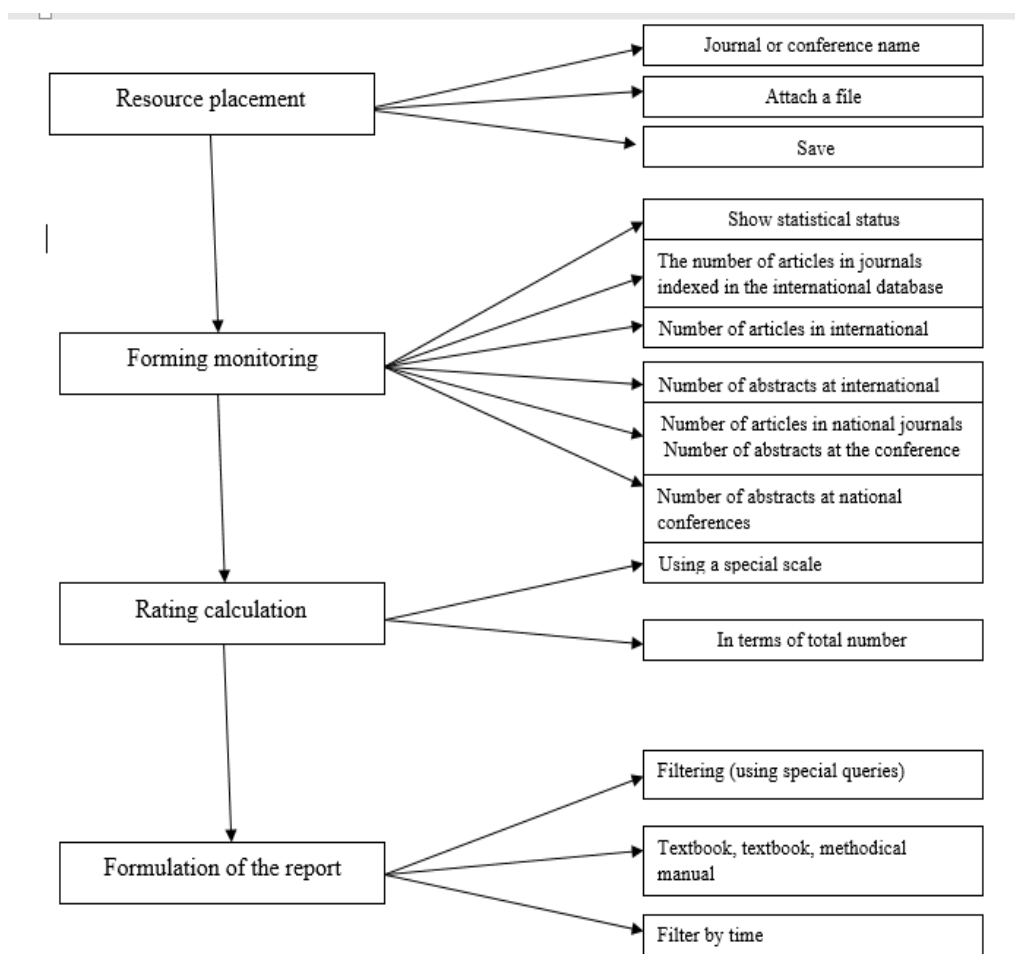 Resource placement
Journal or conference name
Attach a file
Save
Forming monitoring
Show statistical status
The number of articles in journals
indexed in the international database
Number of articles in international
Number of abstracts at international
Number of articles in national journals
Number of abstracts at the conference
Number of abstracts at national
conferences
Rating calculation
Using a special scale
In terms of total number
Formulation of the report
Filtering (using special queries)
Textbook, textbook, methodical
manual
Filter by time